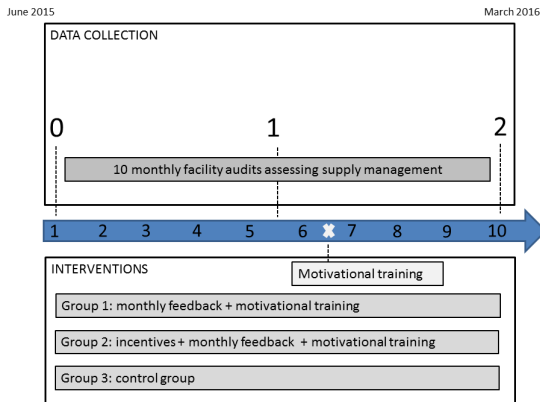 June 2015 March 2016
DATA COLLECTION
0 1 2
10 monthly facility audits assessing supply management
1 2 3 4 5 6 7 8 9 10
INTERVENTIONS
Motivational training
Group 1: monthly feedback + motivational training
Group 2: incentives + monthly feedback + motivational training
Group 3: control group